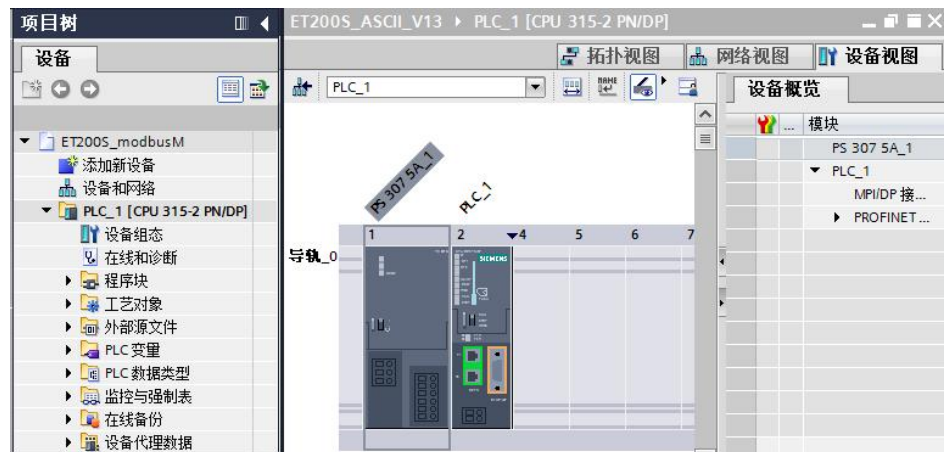 项目树
ET200S_ASCII_V13 ▸ PLC_1 [CPU 315-2 PN/DP]
设备
拓扑视图
网络视图
设备视图
PLC_1
设备概览
... 模块
ET200S_modbusM
添加新设备
设备和网络
PLC_1 [CPU 315-2 PN/DP]
设备组态
在线和诊断
程序块
工艺对象
外部源文件
PLC 变量
PLC 数据类型
监控与强制表
在线备份
设备代理数据
PS 307 5A_1
PLC_1
1 2 4 5 6 7
导轨_0
SIEMENS
PS 307 5A_1
PLC_1
MPI/DP 接...
PROFINET ...